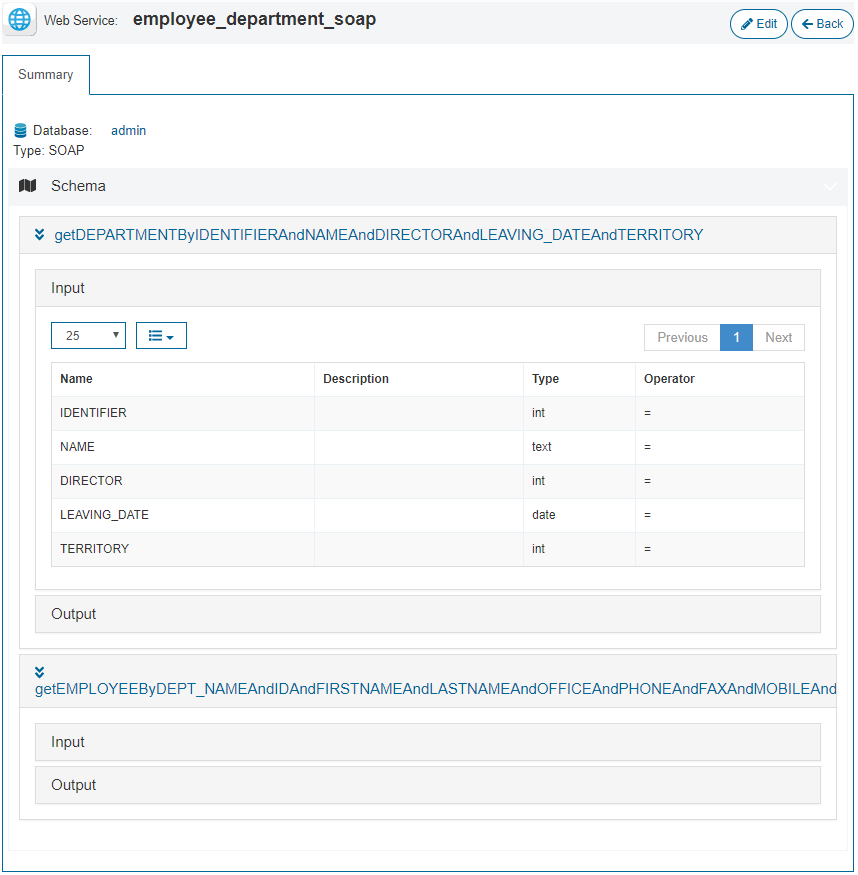 Web Service: employee_department_soap Edit Back
Summary
Database: admin
Type: SOAP
Schema
getDEPARTMENTByIDENTIFIERAndNAMEAndDIRECTORAndLEAVING_DATEAndTERRITORY
Input
25 Previous 1 Next
Name Description Type Operator
IDENTIFIER int =
NAME text =
DIRECTOR int =
LEAVING_DATE date =
TERRITORY int =
Output
getEMPLOYEEByDEPT_NAMEAndIDAndFIRSTNAMEAndLASTNAMEAndOFFICEAndPHONEAndFAXAndMOBILEAnd
Input
Output